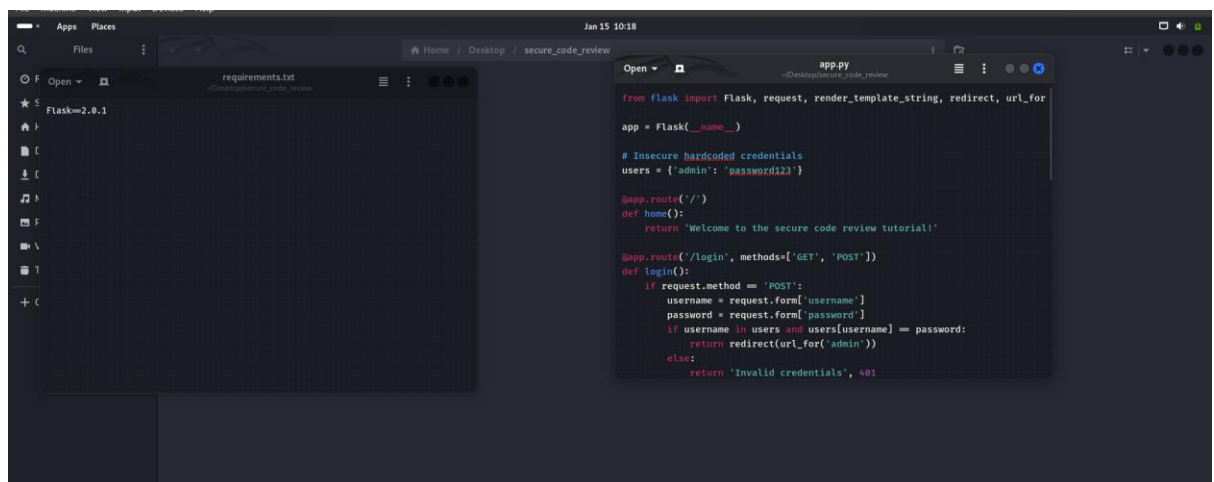 Apps Places
Jan 15 10:18
Files
Home / Desktop / secure_code_review
Open
requirements.txt
~/Desktop/secure_code_review
Flask==2.0.1
Open
app.py
~/Desktop/secure_code_review
from flask import Flask, request, render_template_string, redirect, url_for
app = Flask(__name__)
# Insecure hardcoded credentials
users = {'admin': 'password123'}
@app.route('/')
def home():
return 'Welcome to the secure code review tutorial!'
@app.route('/login', methods=['GET', 'POST'])
def login():
if request.method == 'POST':
username = request.form['username']
password = request.form['password']
if username in users and users[username] == password:
return redirect(url_for('admin'))
else:
return 'Invalid credentials', 401